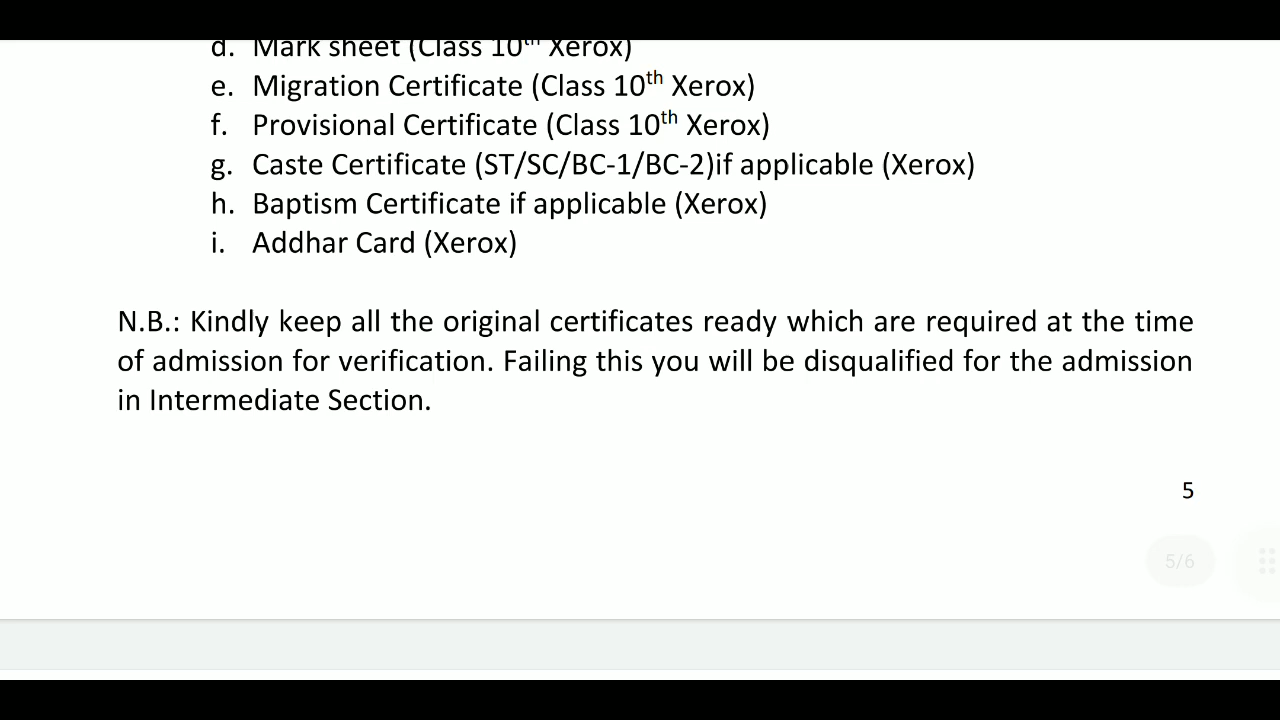 d. Mark sheet (Class 10th Xerox)
e. Migration Certificate (Class 10th Xerox)
f. Provisional Certificate (Class 10th Xerox)
g. Caste Certificate (ST/SC/BC-1/BC-2)if applicable (Xerox)
h. Baptism Certificate if applicable (Xerox)
i. Addhar Card (Xerox)
N.B.: Kindly keep all the original certificates ready which are required at the time
of admission for verification. Failing this you will be disqualified for the admission
in Intermediate Section.
5
5/6